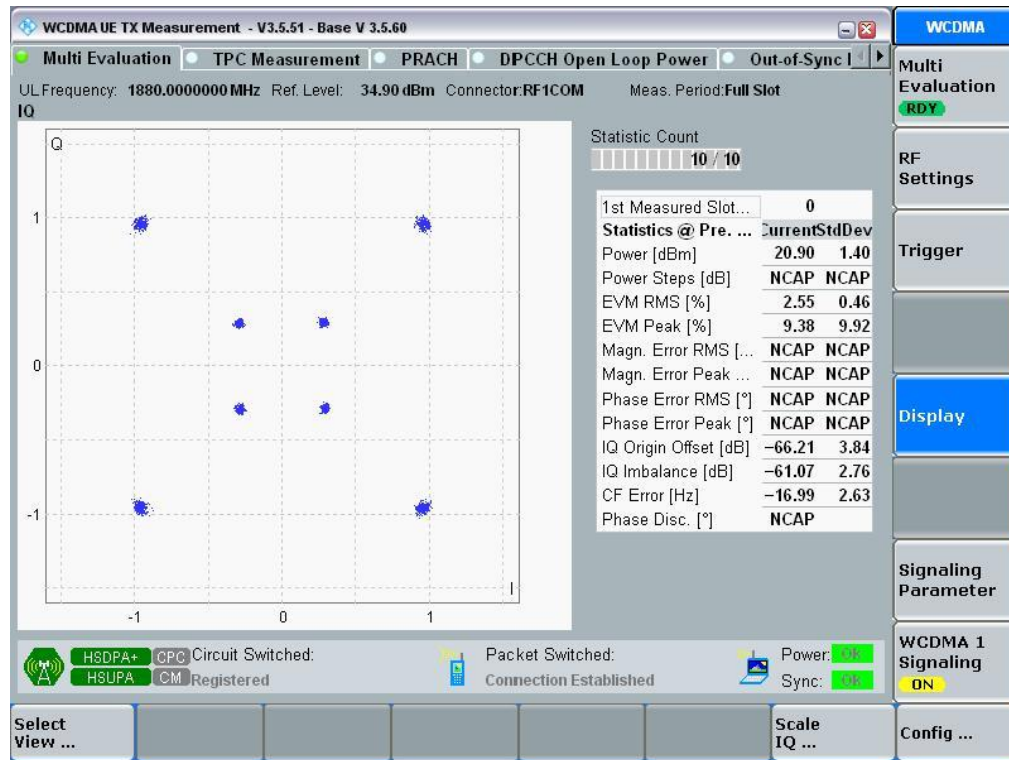 WCDMA UE TX Measurement - V3.5.51 - Base V 3.5.60
WCDMA
Multi Evaluation TPC Measurement PRACH DPCCH Open Loop Power Out-of-Sync
UL Frequency: 1880.0000000 MHz Ref. Level: 34.90 dBm Connector:RF1COM Meas. Period:Full Slot
IQ
Q
1
0
-1
-1 0 1
I
Statistic Count
10 / 10
1st Measured Slot... 0
Statistics @ Pre. ... Current StdDev
Power [dBm] 20.90 1.40
Power Steps [dB] NCAP NCAP
EVM RMS [%] 2.55 0.46
EVM Peak [%] 9.38 9.92
Magn. Error RMS [... NCAP NCAP
Magn. Error Peak ... NCAP NCAP
Phase Error RMS [°] NCAP NCAP
Phase Error Peak [°] NCAP NCAP
IQ Origin Offset [dB] −66.21 3.84
IQ Imbalance [dB] −61.07 2.76
CF Error [Hz] −16.99 2.63
Phase Disc. [°] NCAP
Multi
Evaluation
RDY
RF
Settings
Trigger
Display
Signaling
Parameter
WCDMA 1
Signaling
ON
HSDPA+ CPC Circuit Switched:
HSUPA CM Registered
Packet Switched:
Connection Established
Power: OK
Sync: OK
Select
View ...
Scale
IQ ...
Config ...